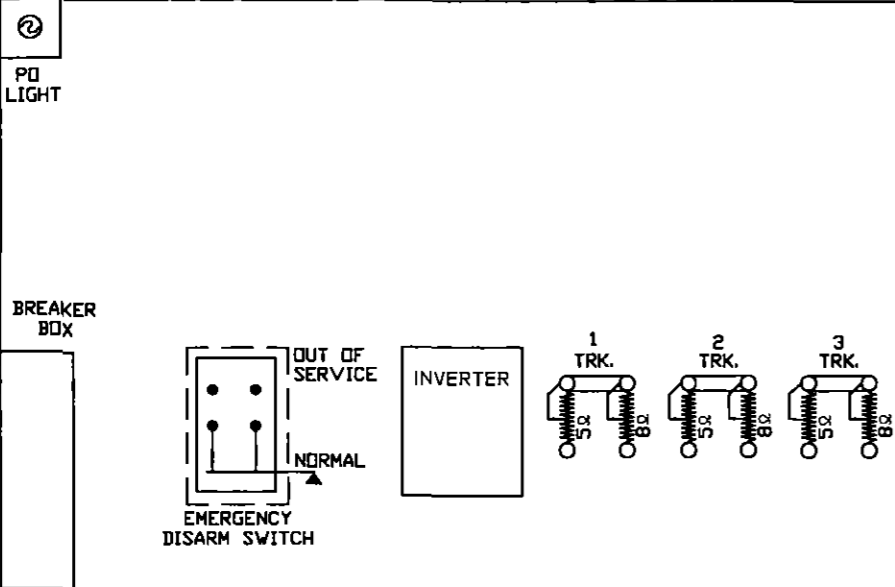 PO
LIGHT
BREAKER
BOX
OUT OF
SERVICE
NORMAL
EMERGENCY
DISARM SWITCH
INVERTER
1
TRK.
5Ω
8Ω
2
TRK.
5Ω
8Ω
3
TRK.
5Ω
8Ω